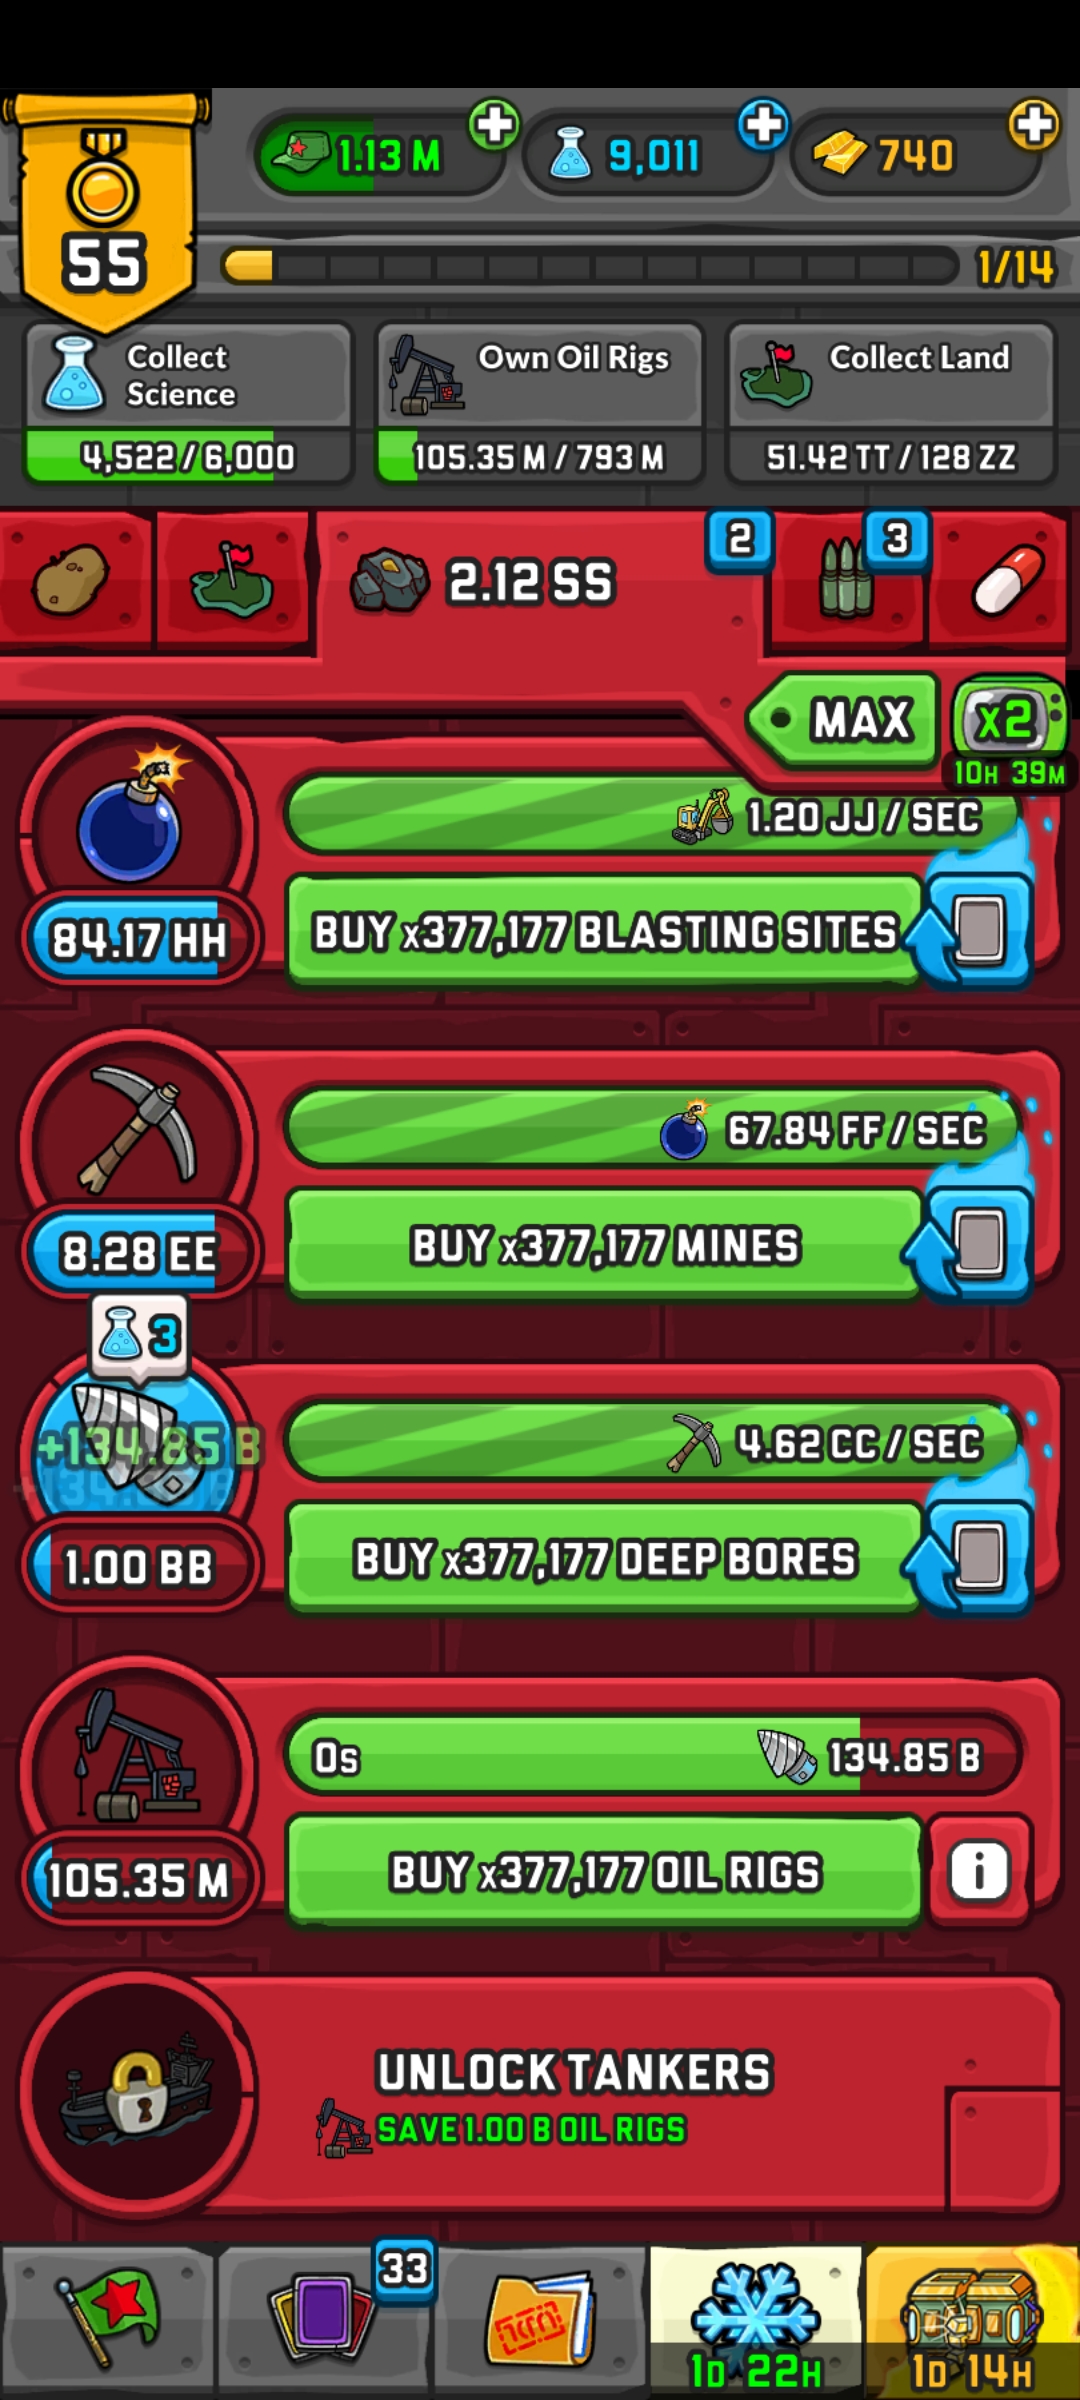 1.13 M
9,011
740
55
1/14
Collect
Science
Own Oil Rigs
Collect Land
4,522 / 6,000
105.35 M / 793 M
51.42 TT / 128 ZZ
2.12 SS
2
3
MAX
x2
10H 39M
1.20 JJ / SEC
84.17 HH
BUY x377,177 BLASTING SITES
67.84 FF / SEC
8.28 EE
BUY x377,177 MINES
3
+134.85 B
4.62 CC / SEC
1.00 BB
BUY x377,177 DEEP BORES
0s
134.85 B
105.35 M
BUY x377,177 OIL RIGS
i
UNLOCK TANKERS
SAVE 1.00 B OIL RIGS
33
1D 22H
1D 14H